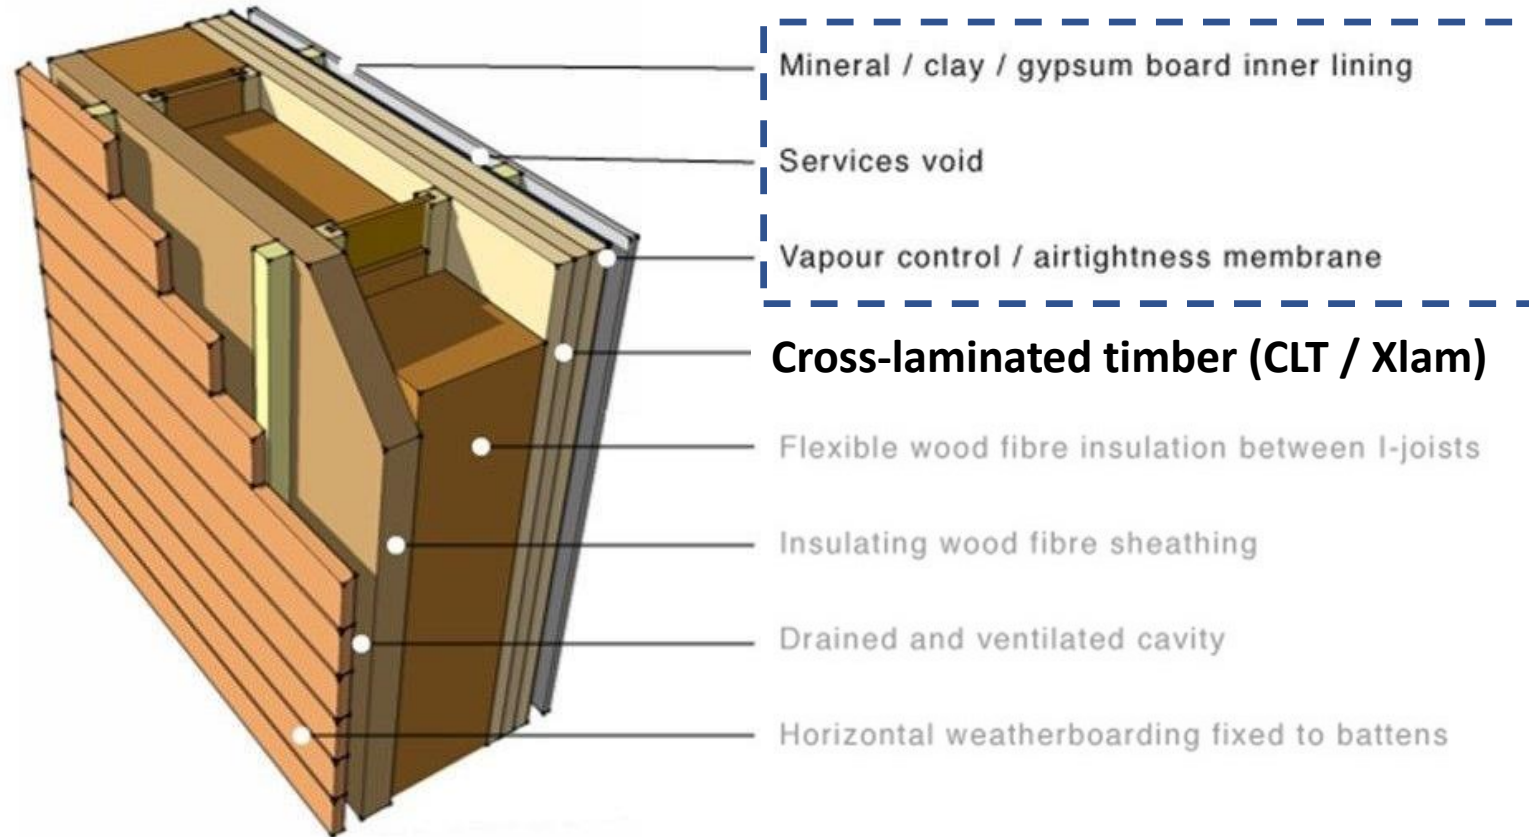 Mineral / clay / gypsum board inner lining
Services void
Vapour control / airtightness membrane
Cross-laminated timber (CLT / Xlam)
Flexible wood fibre insulation between I-joists
Insulating wood fibre sheathing
Drained and ventilated cavity
Horizontal weatherboarding fixed to battens